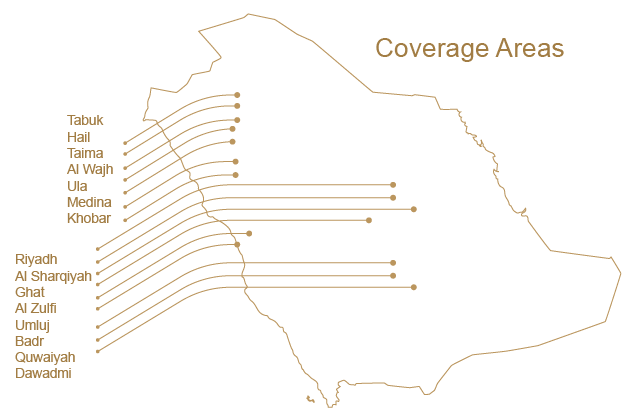 Coverage Areas
Tabuk
Hail
Taima
Al Wajh
Ula
Medina
Khobar
Riyadh
Al Sharqiyah
Ghat
Al Zulfi
Umluj
Badr
Quwaiyah
Dawadmi